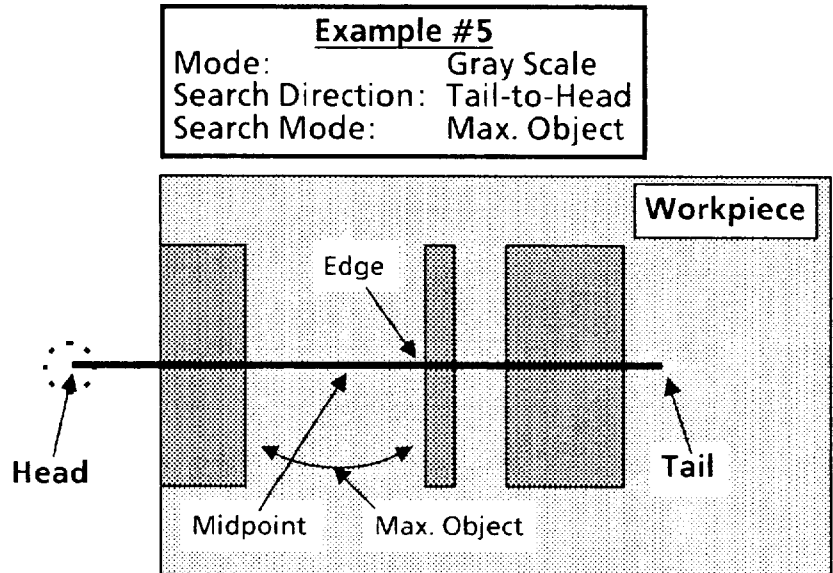 Example #5
Mode: Gray Scale
Search Direction: Tail-to-Head
Search Mode: Max. Object
Workpiece
Edge
Head
Tail
Midpoint
Max. Object